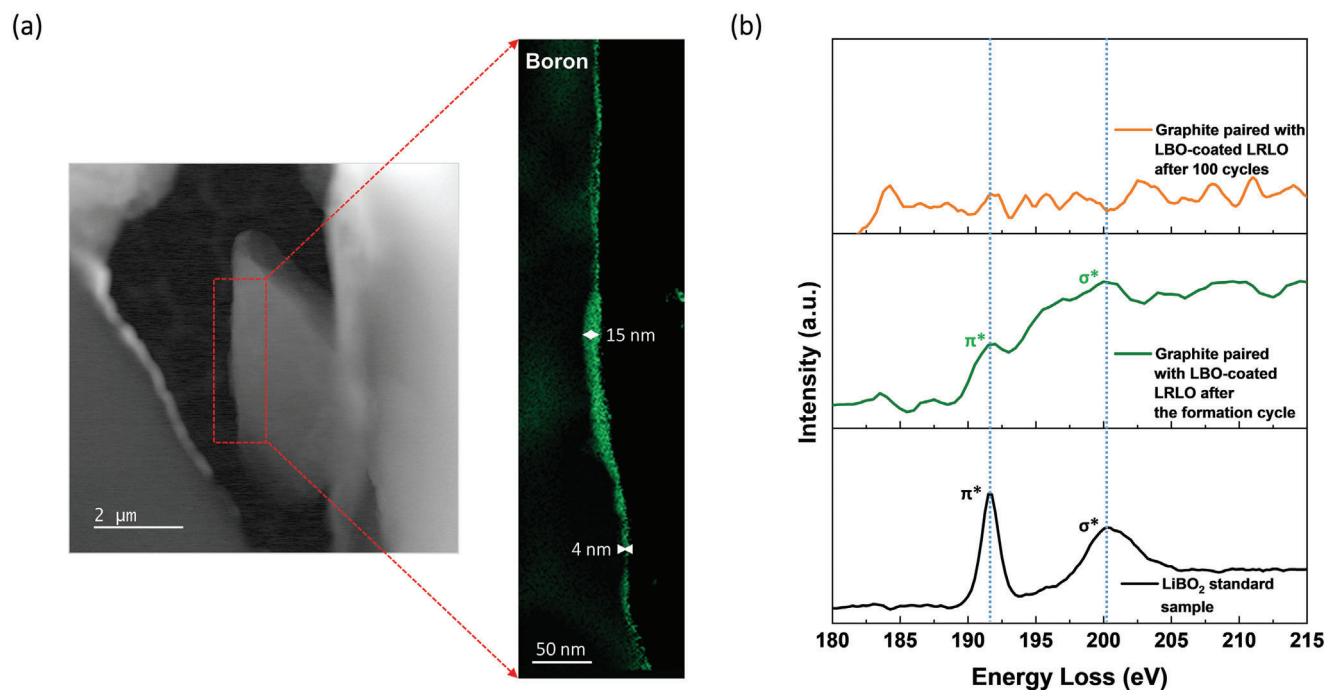 (a)
Boron
15 nm
4 nm
50 nm
2 μm
(b)
Intensity (a.u.)
Graphite paired with
LBO-coated LRLO
after 100 cycles
σ*
π*
Graphite paired
with LBO-coated
LRLO after
the formation cycle
π*
σ*
LiBO₂ standard
sample
180 185 190 195 200 205 210 215
Energy Loss (eV)